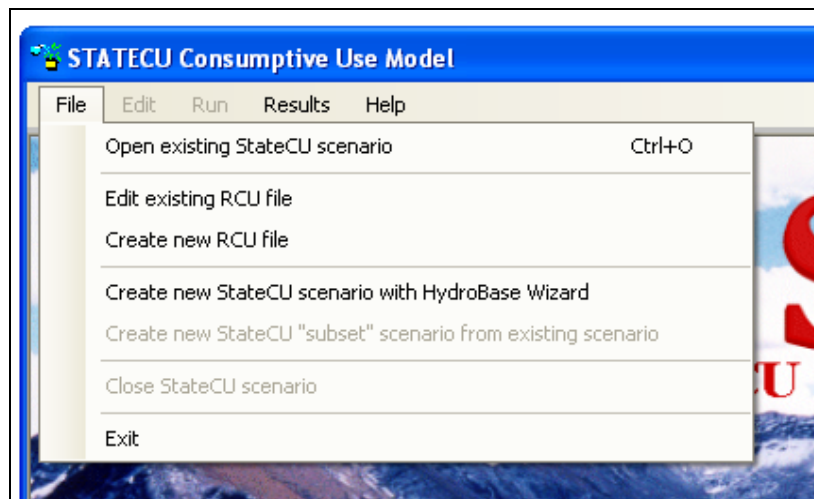 STATECU Consumptive Use Model
File Edit Run Results Help
Open existing StateCU scenario Ctrl+O
Edit existing RCU file
Create new RCU file
Create new StateCU scenario with HydroBase Wizard
Create new StateCU "subset" scenario from existing scenario
Close StateCU scenario
Exit